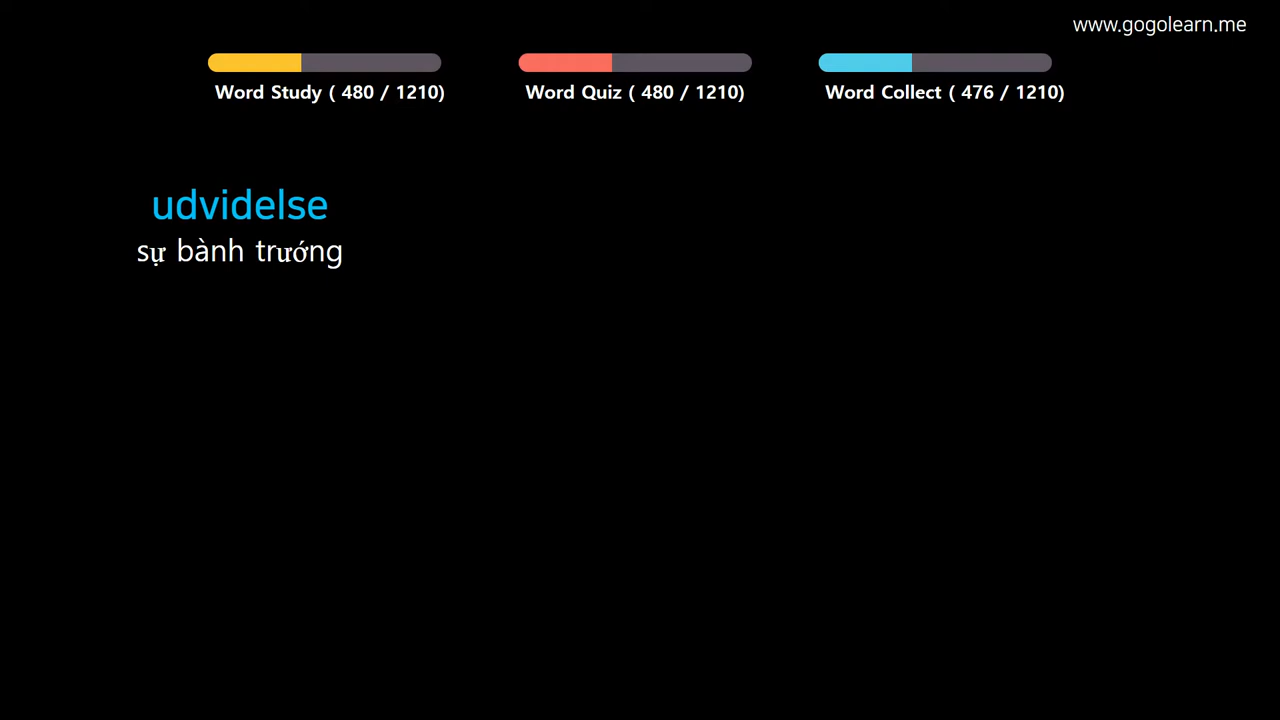 www.gogolearn.me
Word Study ( 480 / 1210)
Word Quiz ( 480 / 1210)
Word Collect ( 476 / 1210)
udvidelse
sự bành trướng